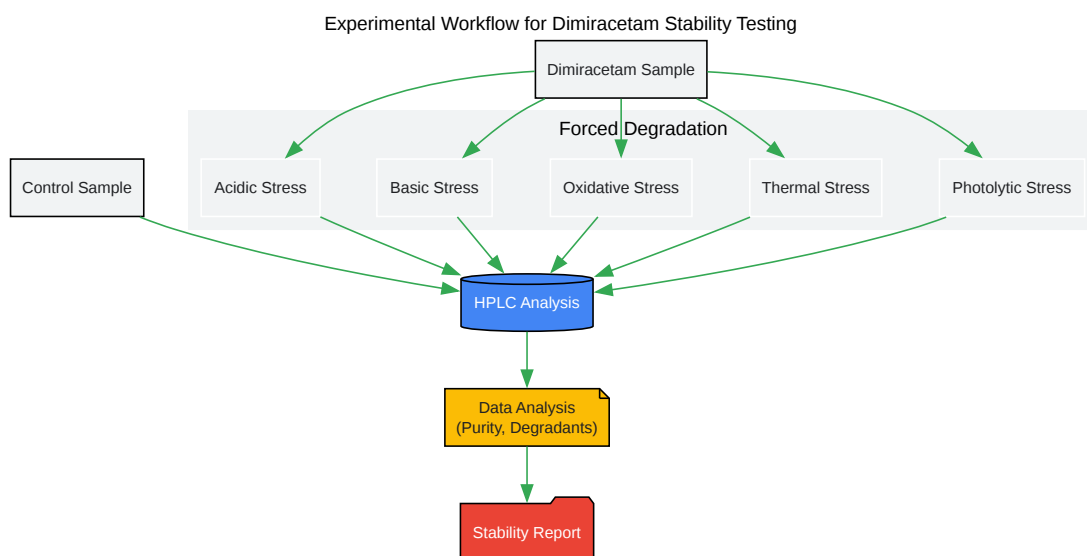 Experimental Workflow for Dimiracetam Stability Testing
Dimiracetam Sample
Forced Degradation
Control Sample
Acidic Stress
Basic Stress
Oxidative Stress
Thermal Stress
Photolytic Stress
HPLC Analysis
Data Analysis
(Purity, Degradants)
Stability Report